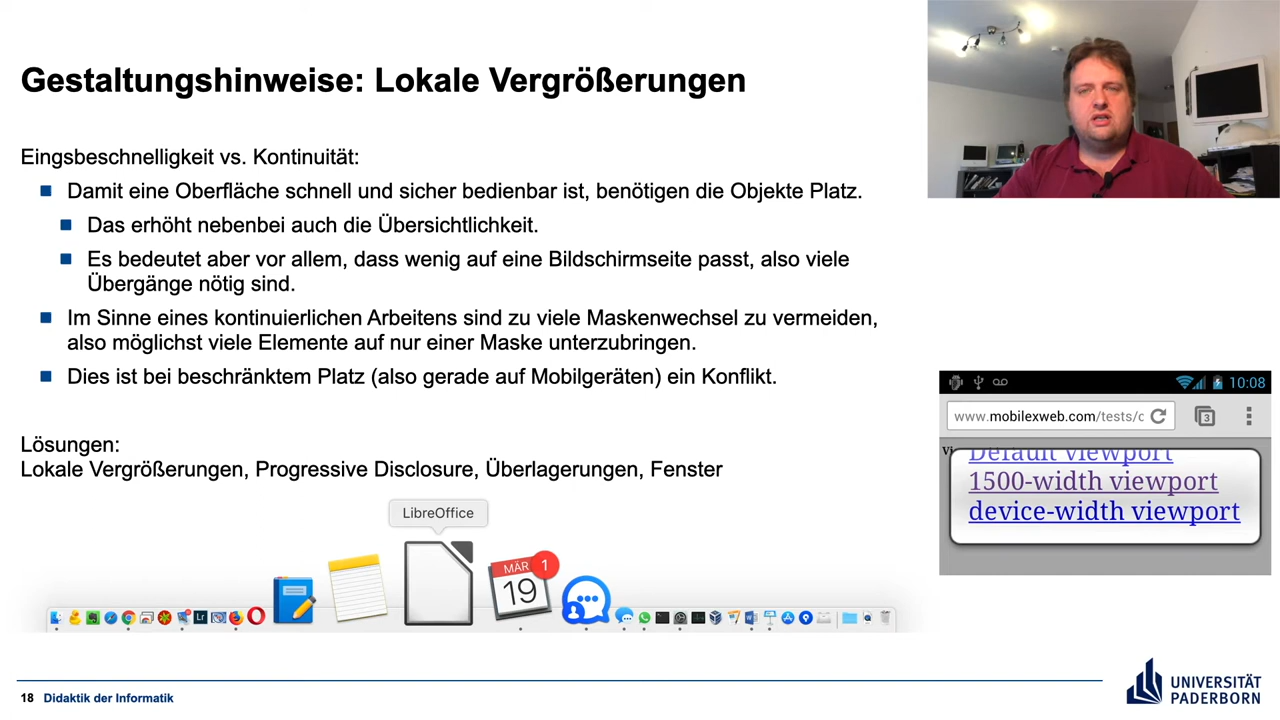 Gestaltungshinweise: Lokale Vergrößerungen
Eingsbeschnelligkeit vs. Kontinuität:
Damit eine Oberfläche schnell und sicher bedienbar ist, benötigen die Objekte Platz.
Das erhöht nebenbei auch die Übersichtlichkeit.
Es bedeutet aber vor allem, dass wenig auf eine Bildschirmseite passt, also viele
Übergänge nötig sind.
Im Sinne eines kontinuierlichen Arbeitens sind zu viele Maskenwechsel zu vermeiden,
also möglichst viele Elemente auf nur einer Maske unterzubringen.
Dies ist bei beschränktem Platz (also gerade auf Mobilgeräten) ein Konflikt.
Lösungen:
Lokale Vergrößerungen, Progressive Disclosure, Überlagerungen, Fenster
10:08
www.mobilexweb.com/tests/c
3
Vi
Default viewport
1500-width viewport
device-width viewport
LibreOffice
MÄR
1
19
Lr
18 Didaktik der Informatik
UNIVERSITÄT
PADERBORN